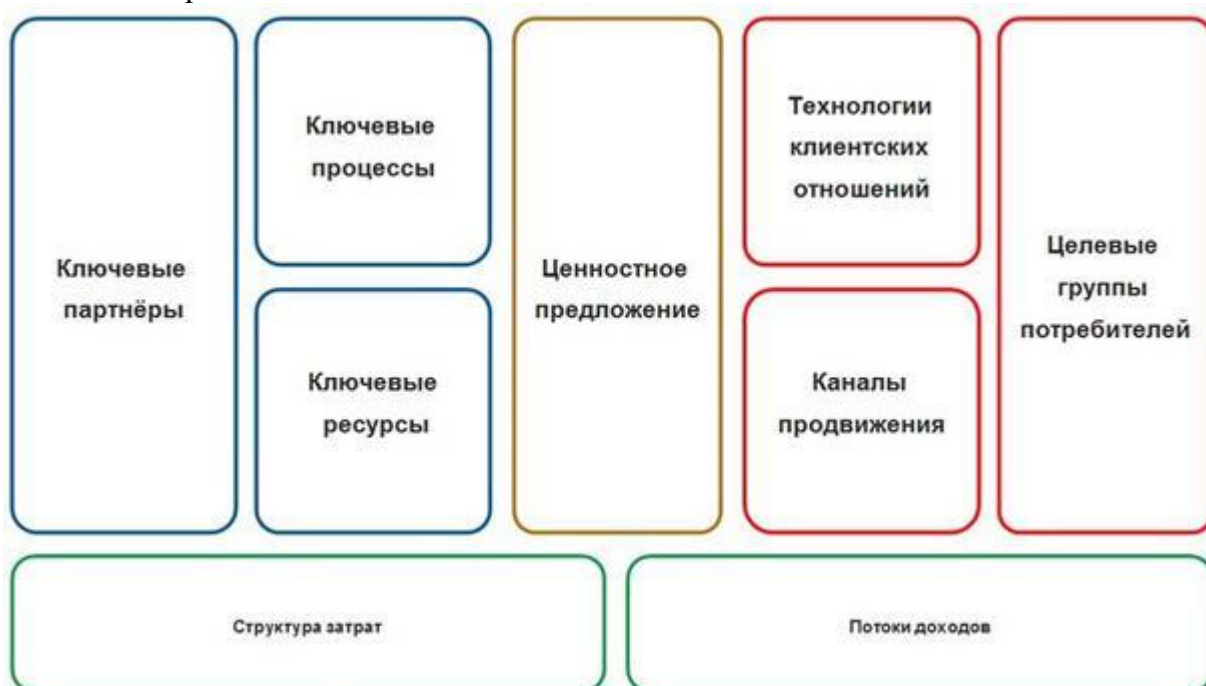 Ключевые
партнёры
Ключевые
процессы
Ключевые
ресурсы
Ценностное
предложение
Технологии
клиентских
отношений
Каналы
продвижения
Целевые
группы
потребителей
Структура затрат
Потоки доходов